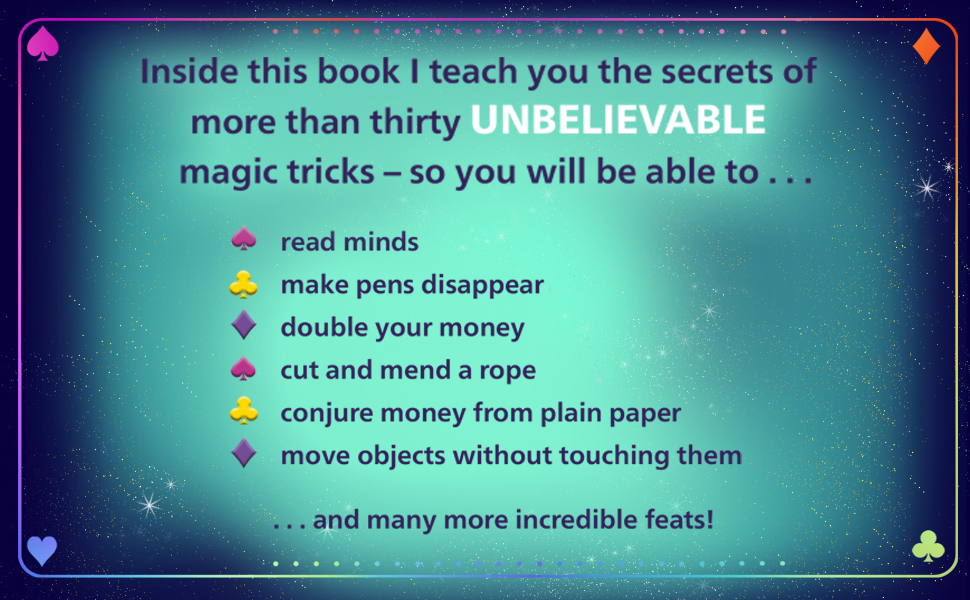 Inside this book I teach you the secrets of
more than thirty UNBELIEVABLE
magic tricks – so you will be able to . . .
read minds
make pens disappear
double your money
cut and mend a rope
conjure money from plain paper
move objects without touching them
. . . and many more incredible feats!